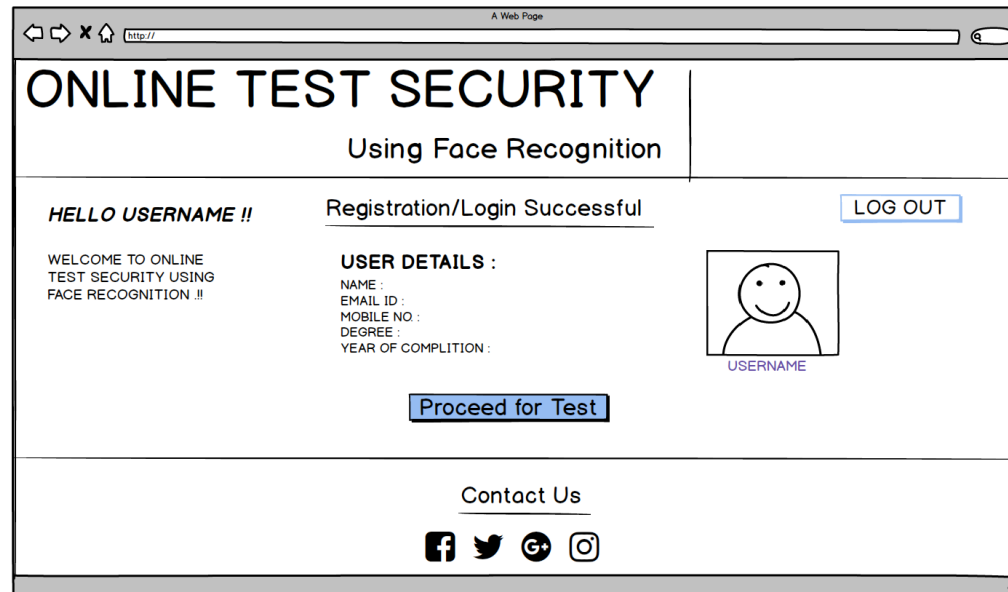 A Web Page
http://
ONLINE TEST SECURITY
Using Face Recognition
HELLO USERNAME !!
WELCOME TO ONLINE
TEST SECURITY USING
FACE RECOGNITION .!!
Registration/Login Successful
LOG OUT
USER DETAILS :
NAME :
EMAIL ID :
MOBILE NO. :
DEGREE :
YEAR OF COMPLITION :
USERNAME
Proceed for Test
Contact Us